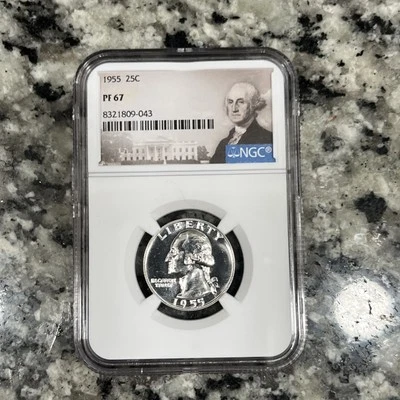 1955 25C
PF 67
8321809-043
NGC®
LIBERTY
IN GOD WE
TRUST
1955